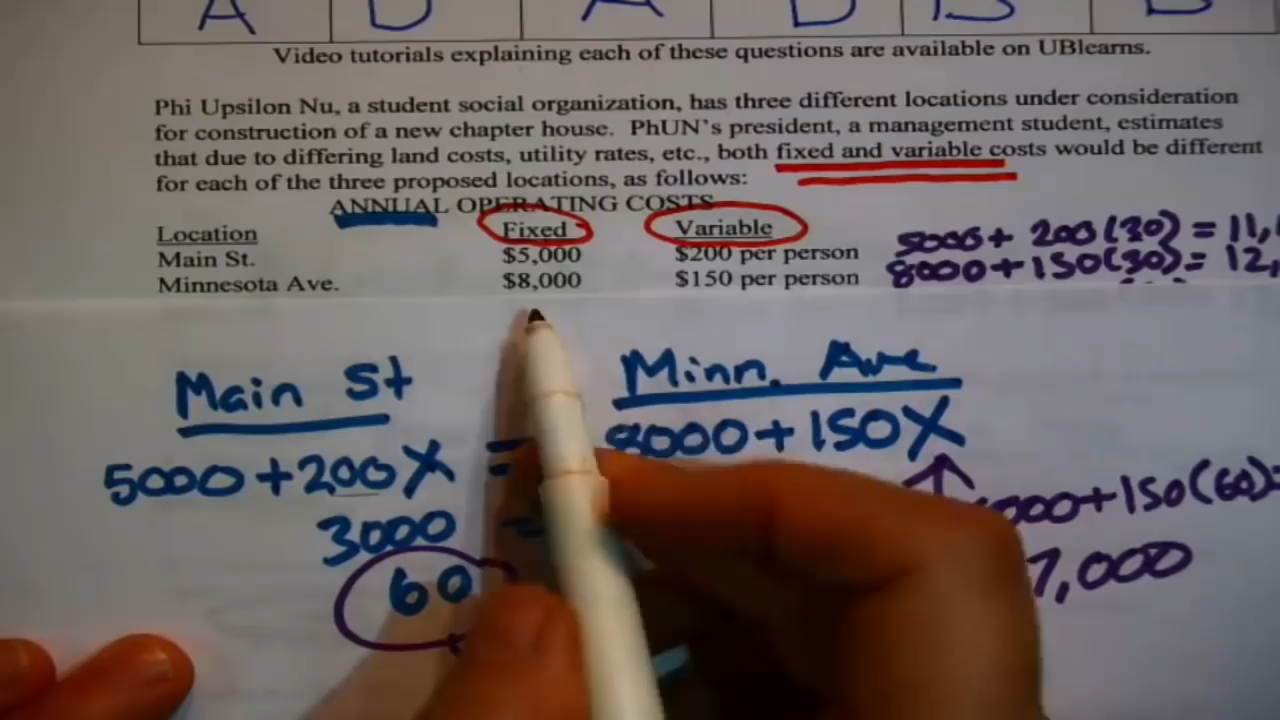 A D A D B B
Video tutorials explaining each of these questions are available on UBlearns.
Phi Upsilon Nu, a student social organization, has three different locations under consideration
for construction of a new chapter house. PhUN's president, a management student, estimates
that due to differing land costs, utility rates, etc., both fixed and variable costs would be different
for each of the three proposed locations, as follows:
ANNUAL OPERATING COSTS
Location Fixed Variable
Main St. $5,000 $200 per person
Minnesota Ave. $8,000 $150 per person
5000 + 200(30) = 11,
8000 + 150(30) = 12,
Main St Minn. Ave
5000 + 200X = 8000 + 150X
3000 =
60
000 + 150(60) =
7,000